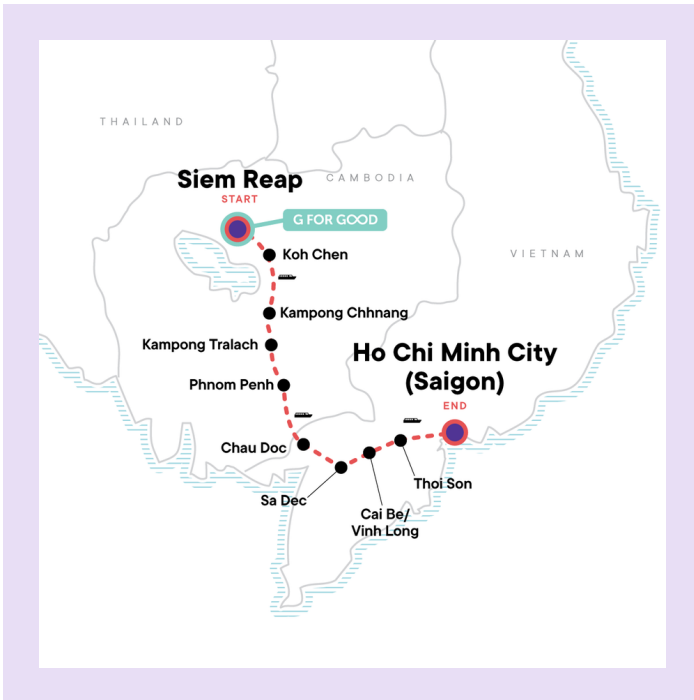 THAILAND
Siem Reap
CAMBODIA
START
G FOR GOOD
Koh Chen
VIETNAM
Kampong Chhnang
Kampong Tralach
Ho Chi Minh City
(Saigon)
END
Phnom Penh
Chau Doc
Thoi Son
Sa Dec
Cai Be/
Vinh Long